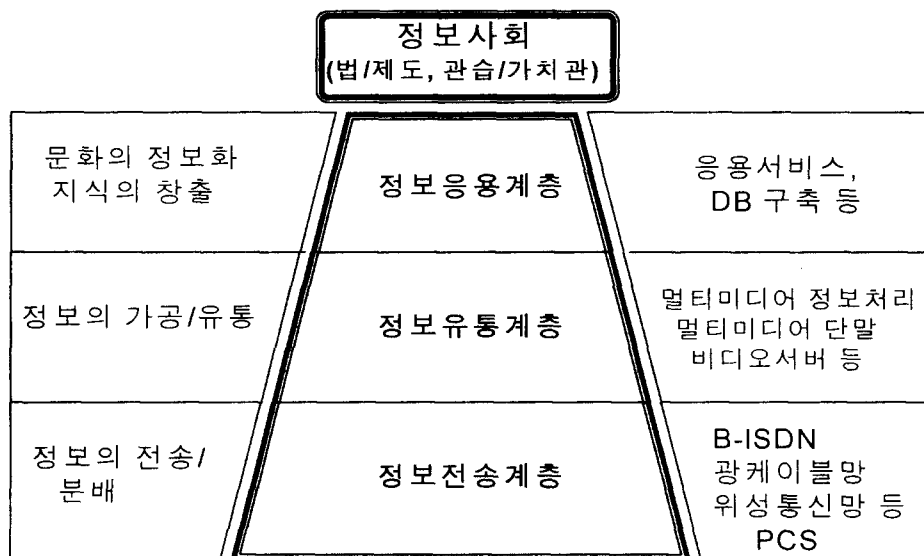 정보사회
(법/제도, 관습/가치관)
문화의 정보화
지식의 창출
정보응용계층
응용서비스,
DB 구축 등
정보의 가공/유통
정보유통계층
멀티미디어 정보처리
멀티미디어 단말
비디오서버 등
정보의 전송/
분배
정보전송계층
B-ISDN
광케이블망
위성통신망 등
PCS